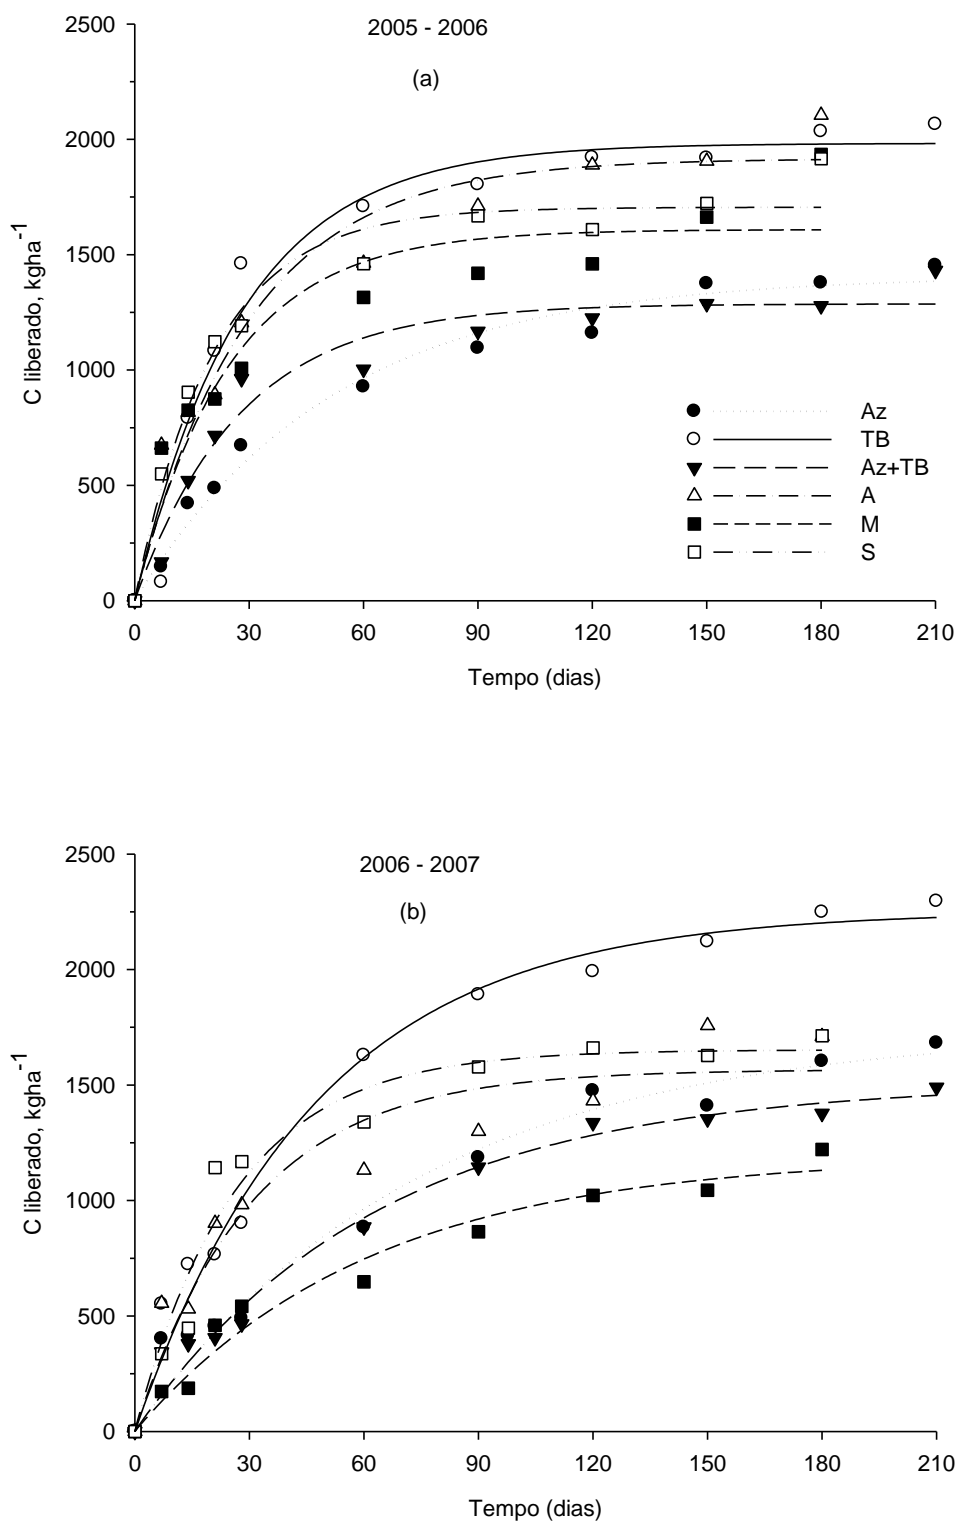 2005 - 2006
(a)
2500
2000
1500
1000
500
0
C liberado, kgha⁻¹
Az
TB
Az+TB
A
M
S
0 30 60 90 120 150 180 210
Tempo (dias)
2006 - 2007
(b)
2500
2000
1500
1000
500
0
C liberado, kgha⁻¹
0 30 60 90 120 150 180 210
Tempo (dias)